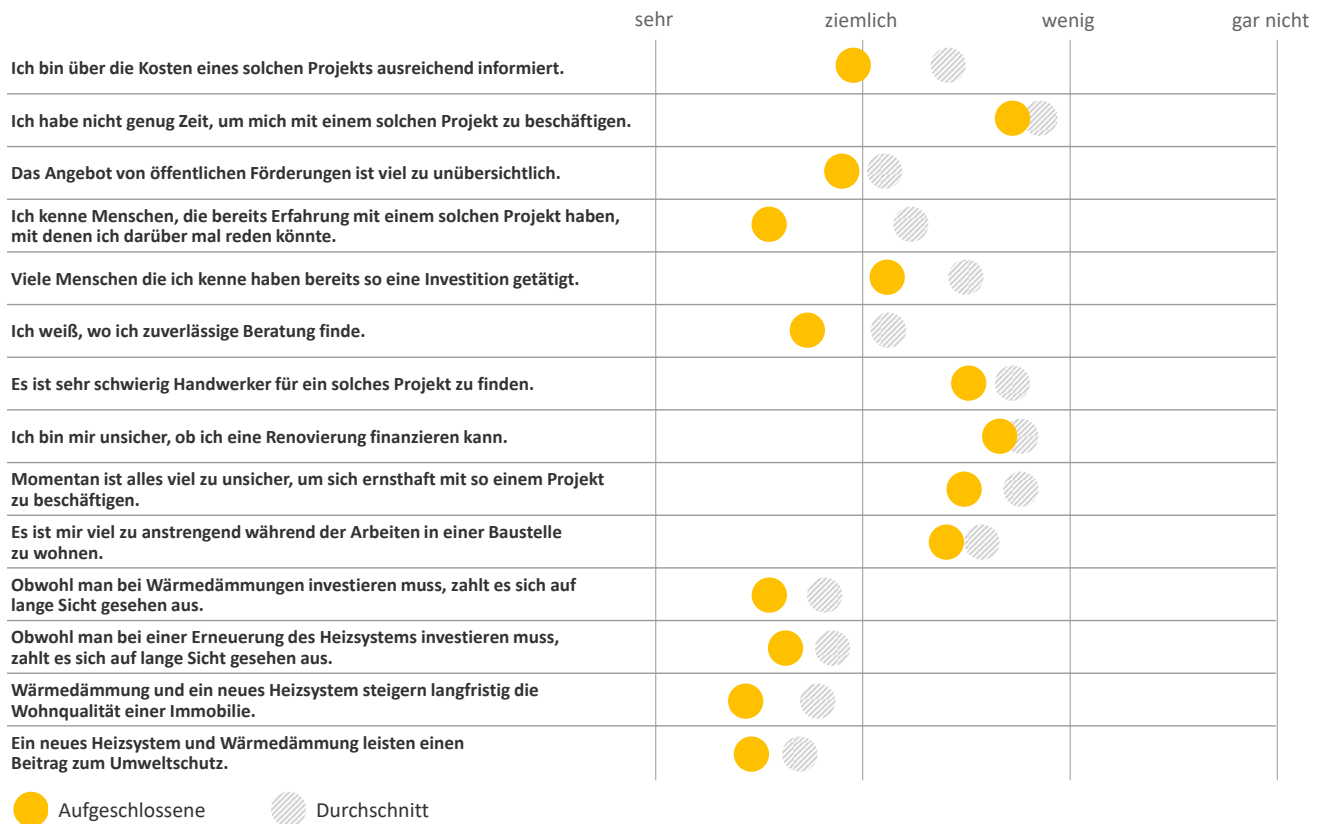 sehr ziemlich wenig gar nicht
Ich bin über die Kosten eines solchen Projekts ausreichend informiert.
Ich habe nicht genug Zeit, um mich mit einem solchen Projekt zu beschäftigen.
Das Angebot von öffentlichen Förderungen ist viel zu unübersichtlich.
Ich kenne Menschen, die bereits Erfahrung mit einem solchen Projekt haben,
mit denen ich darüber mal reden könnte.
Viele Menschen die ich kenne haben bereits so eine Investition getätigt.
Ich weiß, wo ich zuverlässige Beratung finde.
Es ist sehr schwierig Handwerker für ein solches Projekt zu finden.
Ich bin mir unsicher, ob ich eine Renovierung finanzieren kann.
Momentan ist alles viel zu unsicher, um sich ernsthaft mit so einem Projekt
zu beschäftigen.
Es ist mir viel zu anstrengend während der Arbeiten in einer Baustelle
zu wohnen.
Obwohl man bei Wärmedämmungen investieren muss, zahlt es sich auf
lange Sicht gesehen aus.
Obwohl man bei einer Erneuerung des Heizsystems investieren muss,
zahlt es sich auf lange Sicht gesehen aus.
Wärmedämmung und ein neues Heizsystem steigern langfristig die
Wohnqualität einer Immobilie.
Ein neues Heizsystem und Wärmedämmung leisten einen
Beitrag zum Umweltschutz.
Aufgeschlossene Durchschnitt